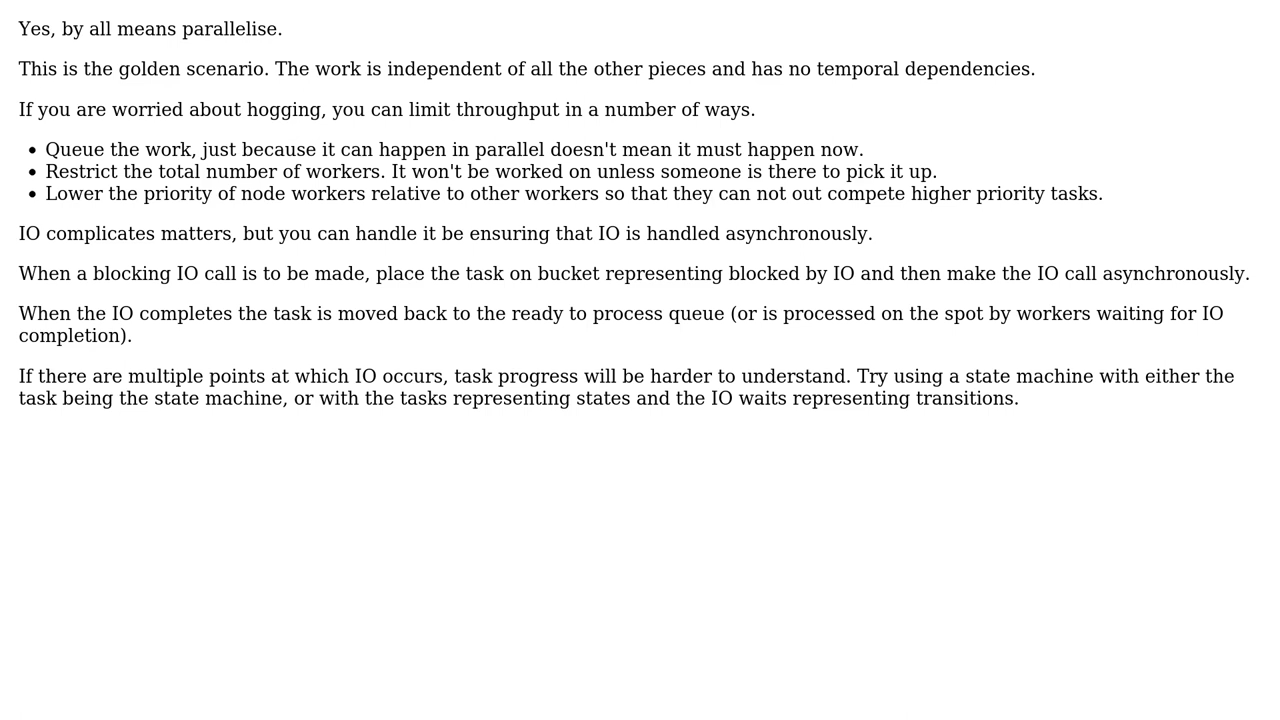 Yes, by all means parallelise.
This is the golden scenario. The work is independent of all the other pieces and has no temporal dependencies.
If you are worried about hogging, you can limit throughput in a number of ways.
• Queue the work, just because it can happen in parallel doesn't mean it must happen now.
• Restrict the total number of workers. It won't be worked on unless someone is there to pick it up.
• Lower the priority of node workers relative to other workers so that they can not out compete higher priority tasks.
IO complicates matters, but you can handle it be ensuring that IO is handled asynchronously.
When a blocking IO call is to be made, place the task on bucket representing blocked by IO and then make the IO call asynchronously.
When the IO completes the task is moved back to the ready to process queue (or is processed on the spot by workers waiting for IO
completion).
If there are multiple points at which IO occurs, task progress will be harder to understand. Try using a state machine with either the
task being the state machine, or with the tasks representing states and the IO waits representing transitions.